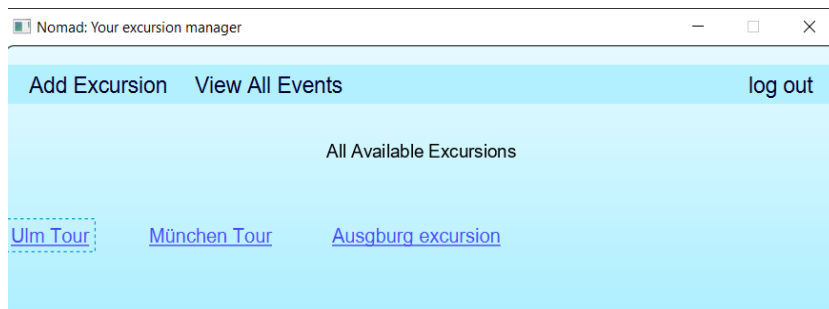 Nomad: Your excursion manager
Add Excursion View All Events log out
All Available Excursions
Ulm Tour München Tour Ausgburg excursion